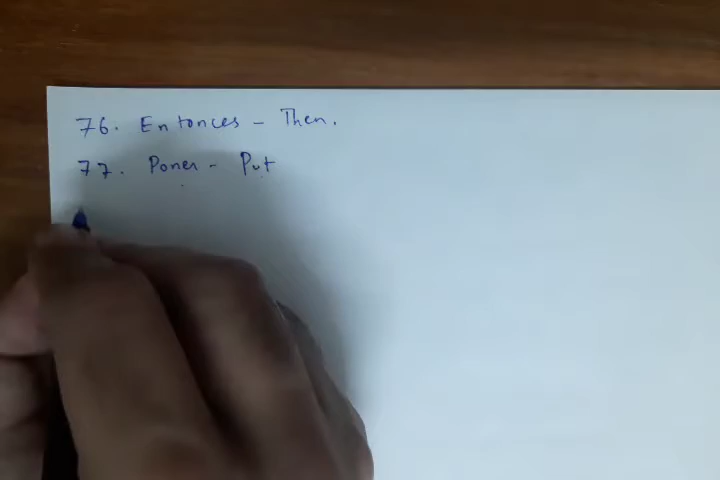 76. Entonces - Then.
77. Poner - Put